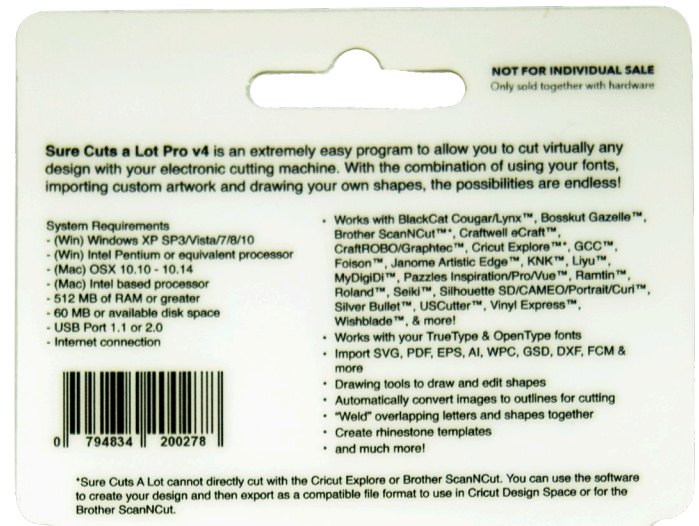 NOT FOR INDIVIDUAL SALE
Only sold together with hardware
Sure Cuts a Lot Pro v4 is an extremely easy program to allow you to cut virtually any
design with your electronic cutting machine. With the combination of using your fonts,
importing custom artwork and drawing your own shapes, the possibilities are endless!
System Requirements
- (Win) Windows XP SP3/Vista/7/8/10
- (Win) Intel Pentium or equivalent processor
- (Mac) OSX 10.10 - 10.14
- (Mac) Intel based processor
- 512 MB of RAM or greater
- 60 MB or available disk space
- USB Port 1.1 or 2.0
- Internet connection
• Works with BlackCat Cougar/Lynx™, Bosskut Gazelle™,
Brother ScanNCut™*, Craftwell eCraft™,
CraftROBO/Graphtec™, Cricut Explore™*, GCC™,
Foison™, Janome Artistic Edge™, KNK™, Liyu™,
MyDigiDi™, Pazzles Inspiration/Pro/Vue™, Ramtin™,
Roland™, Seiki™, Silhouette SD/CAMEO/Portrait/Curl™,
Silver Bullet™, USCutter™, Vinyl Express™,
Wishblade™, & more!
• Works with your TrueType & OpenType fonts
• Import SVG, PDF, EPS, AI, WPC, GSD, DXF, FCM &
more
• Drawing tools to draw and edit shapes
• Automatically convert images to outlines for cutting
• "Weld" overlapping letters and shapes together
• Create rhinestone templates
• and much more!
0 794834 200278
*Sure Cuts A Lot cannot directly cut with the Cricut Explore or Brother ScanNCut. You can use the software
to create your design and then export as a compatible file format to use in Cricut Design Space or for the
Brother ScanNCut.